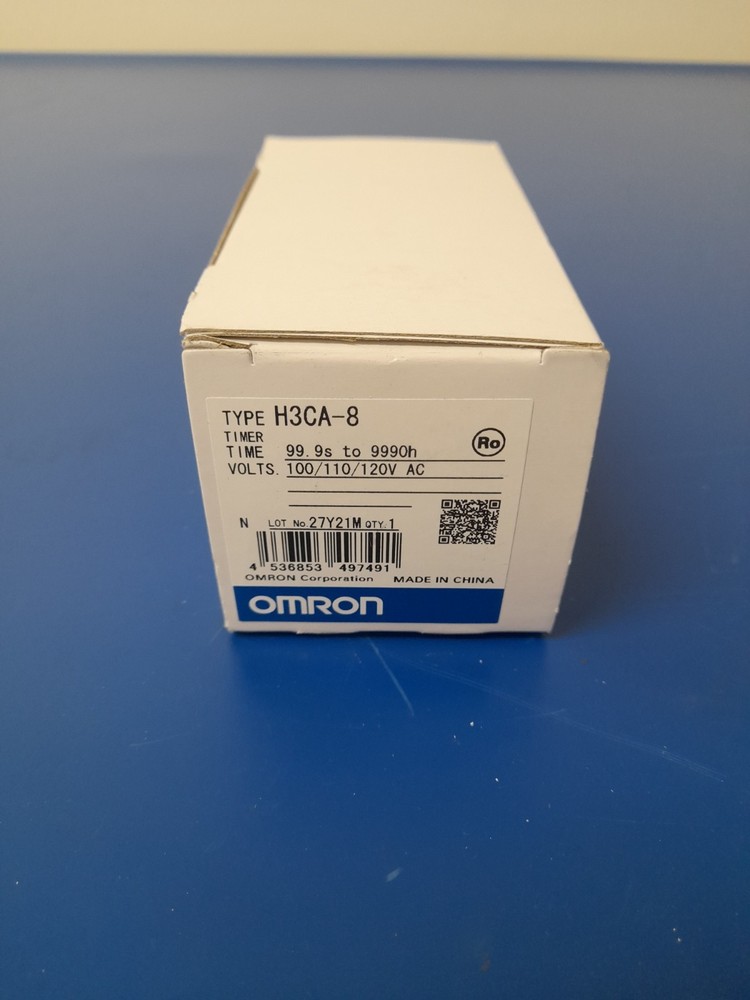 TYPE H3CA-8
TIMER
Ro
TIME 99.9s to 9990h
VOLTS. 100/110/120V AC
N LOT No.27Y21M QTY.1
4 536853 497491
OMRON Corporation MADE IN CHINA
OMRON